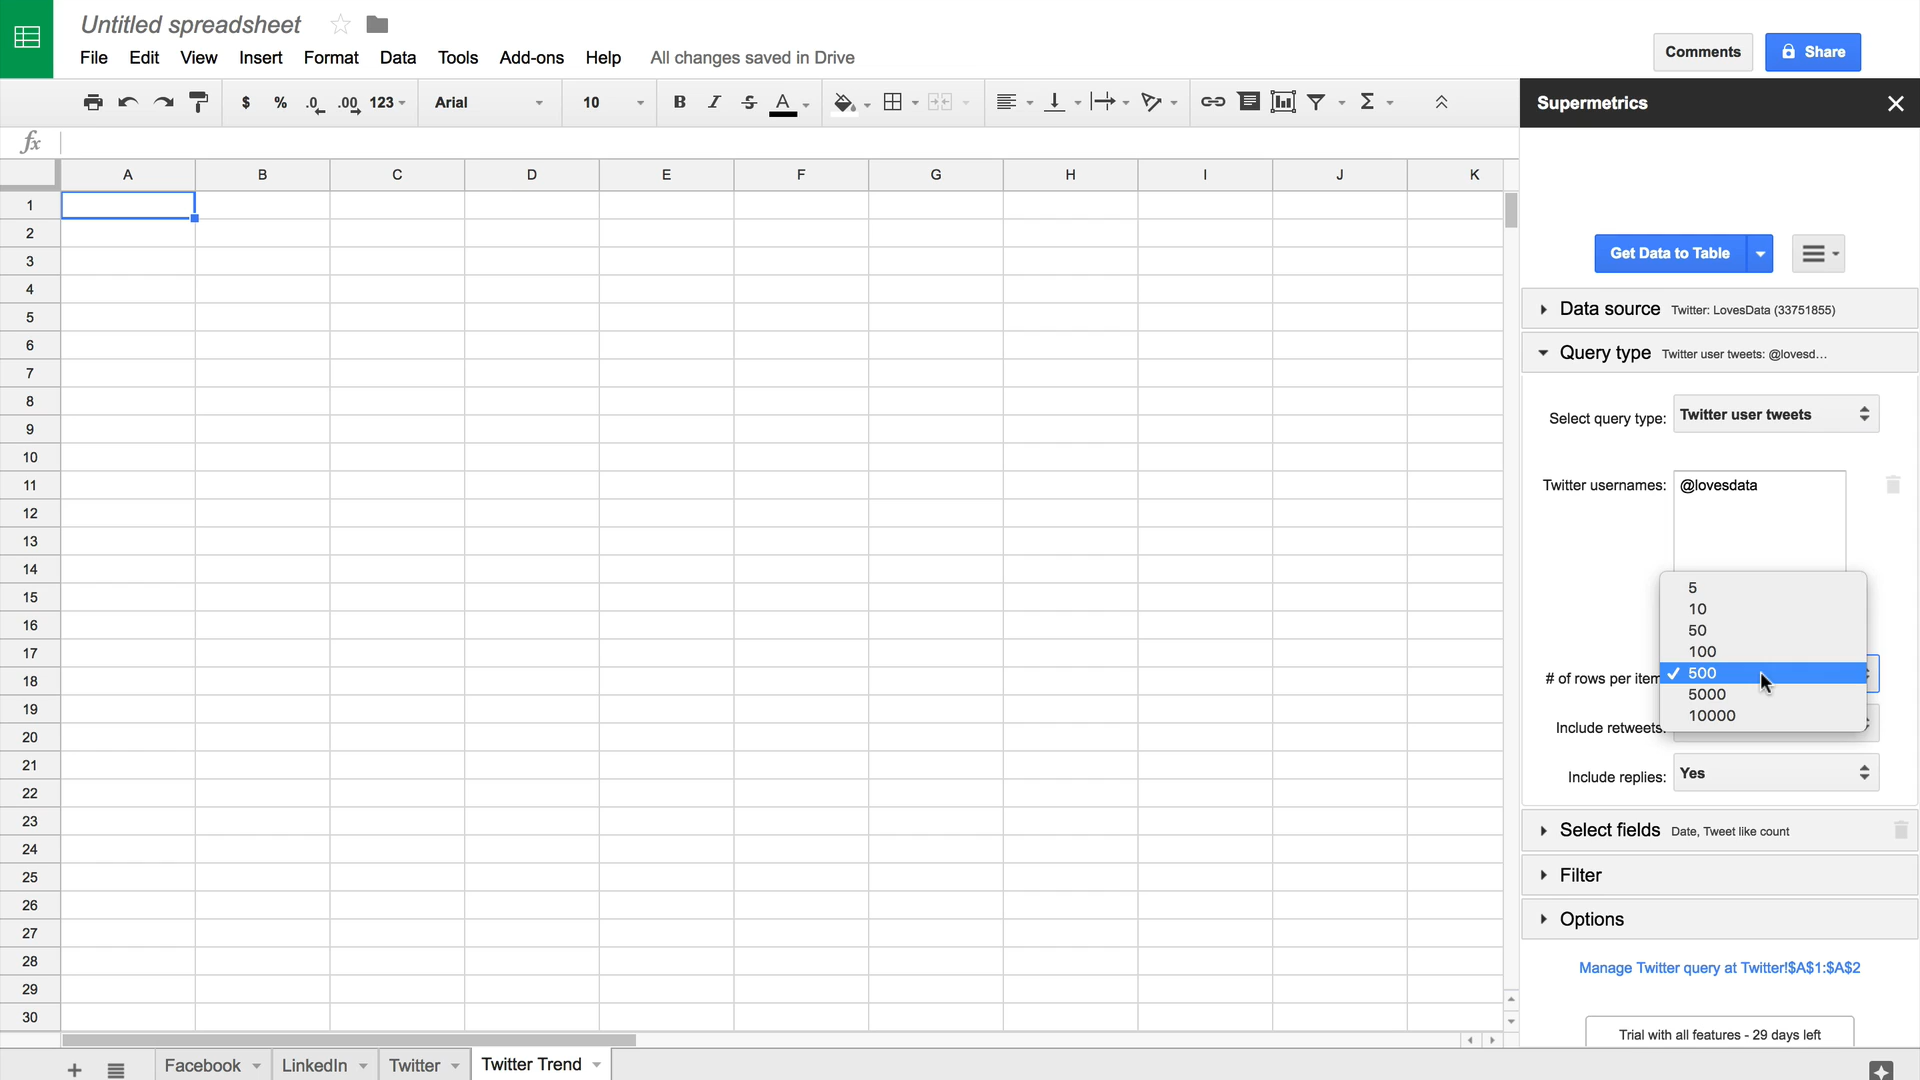 Untitled spreadsheet
File Edit View Insert Format Data Tools Add-ons Help All changes saved in Drive
Comments Share
$ % .0 .00 123 Arial 10 B I S A Σ
Supermetrics
fx
A B C D E F G H I J K
1
2
3
4
5
6
7
8
9
10
11
12
13
14
15
16
17
18
19
20
21
22
23
24
25
26
27
28
29
30
Get Data to Table
Data source Twitter: LovesData (33751855)
Query type Twitter user tweets: @lovesd...
Select query type: Twitter user tweets
Twitter usernames: @lovesdata
5
10
50
100
# of rows per item ✓ 500
5000
10000
Include retweets:
Include replies: Yes
Select fields Date, Tweet like count
Filter
Options
Manage Twitter query at Twitter!$A$1:$A$2
Trial with all features - 29 days left
Facebook LinkedIn Twitter Twitter Trend